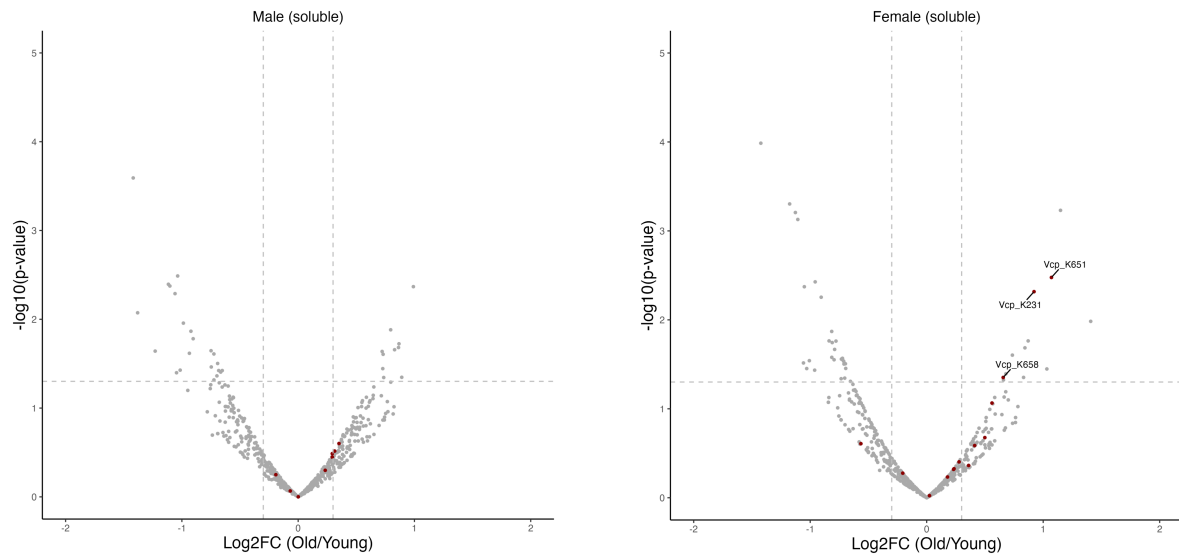 Male (soluble)
5
4
3
2
1
0
-log10(p-value)
-2
-1
0
1
2
Log2FC (Old/Young)
Female (soluble)
5
4
3
2
1
0
-log10(p-value)
Vcp_K651
Vcp_K231
Vcp_K658
-2
-1
0
1
2
Log2FC (Old/Young)